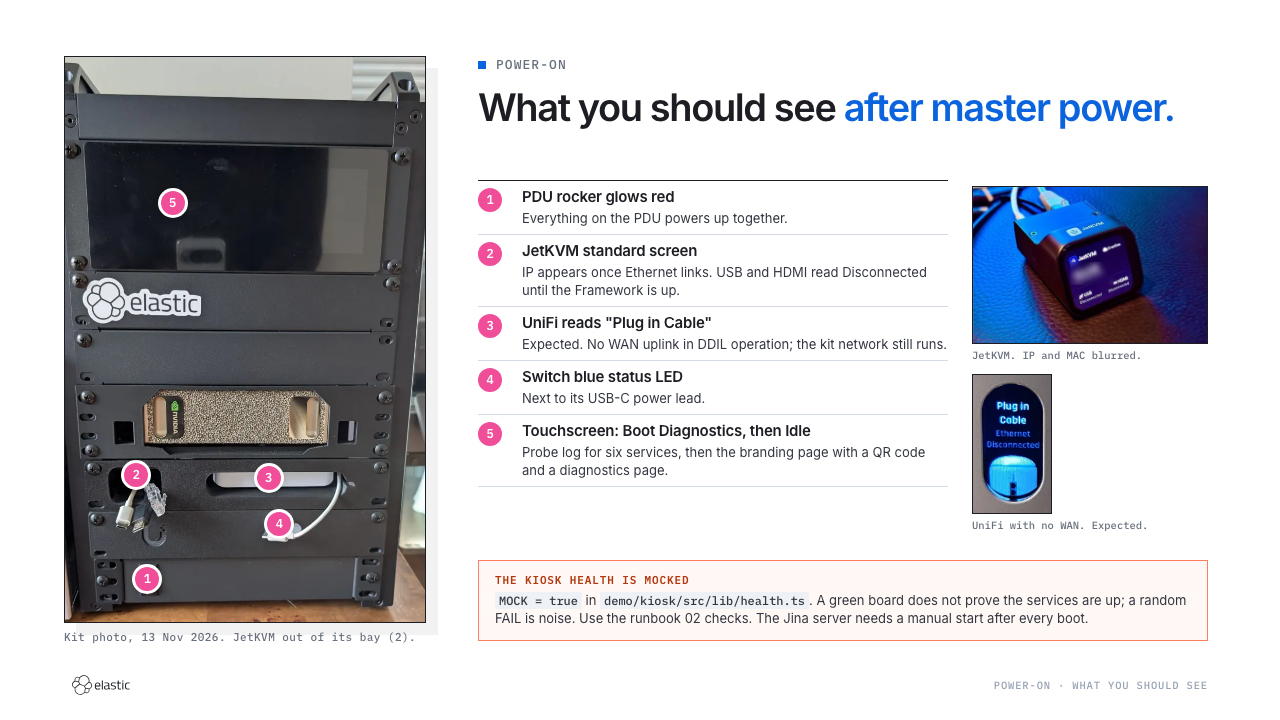 POWER-ON
What you should see after master power.
5
elastic
NVIDIA
2
3
4
1
Kit photo, 13 Nov 2026. JetKVM out of its bay (2).
1
PDU rocker glows red
Everything on the PDU powers up together.
2
JetKVM standard screen
IP appears once Ethernet links. USB and HDMI read Disconnected
until the Framework is up.
3
UniFi reads "Plug in Cable"
Expected. No WAN uplink in DDIL operation; the kit network still runs.
4
Switch blue status LED
Next to its USB-C power lead.
5
Touchscreen: Boot Diagnostics, then Idle
Probe log for six services, then the branding page with a QR code
and a diagnostics page.
JetKVM
JetKVM
USB
HDMI
Disconnected
Disconnected
JetKVM. IP and MAC blurred.
Plug in
Cable
Ethernet
Disconnected
UniFi with no WAN. Expected.
THE KIOSK HEALTH IS MOCKED
MOCK = true in demo/kiosk/src/lib/health.ts. A green board does not prove the services are up; a random
FAIL is noise. Use the runbook 02 checks. The Jina server needs a manual start after every boot.
elastic
POWER-ON · WHAT YOU SHOULD SEE